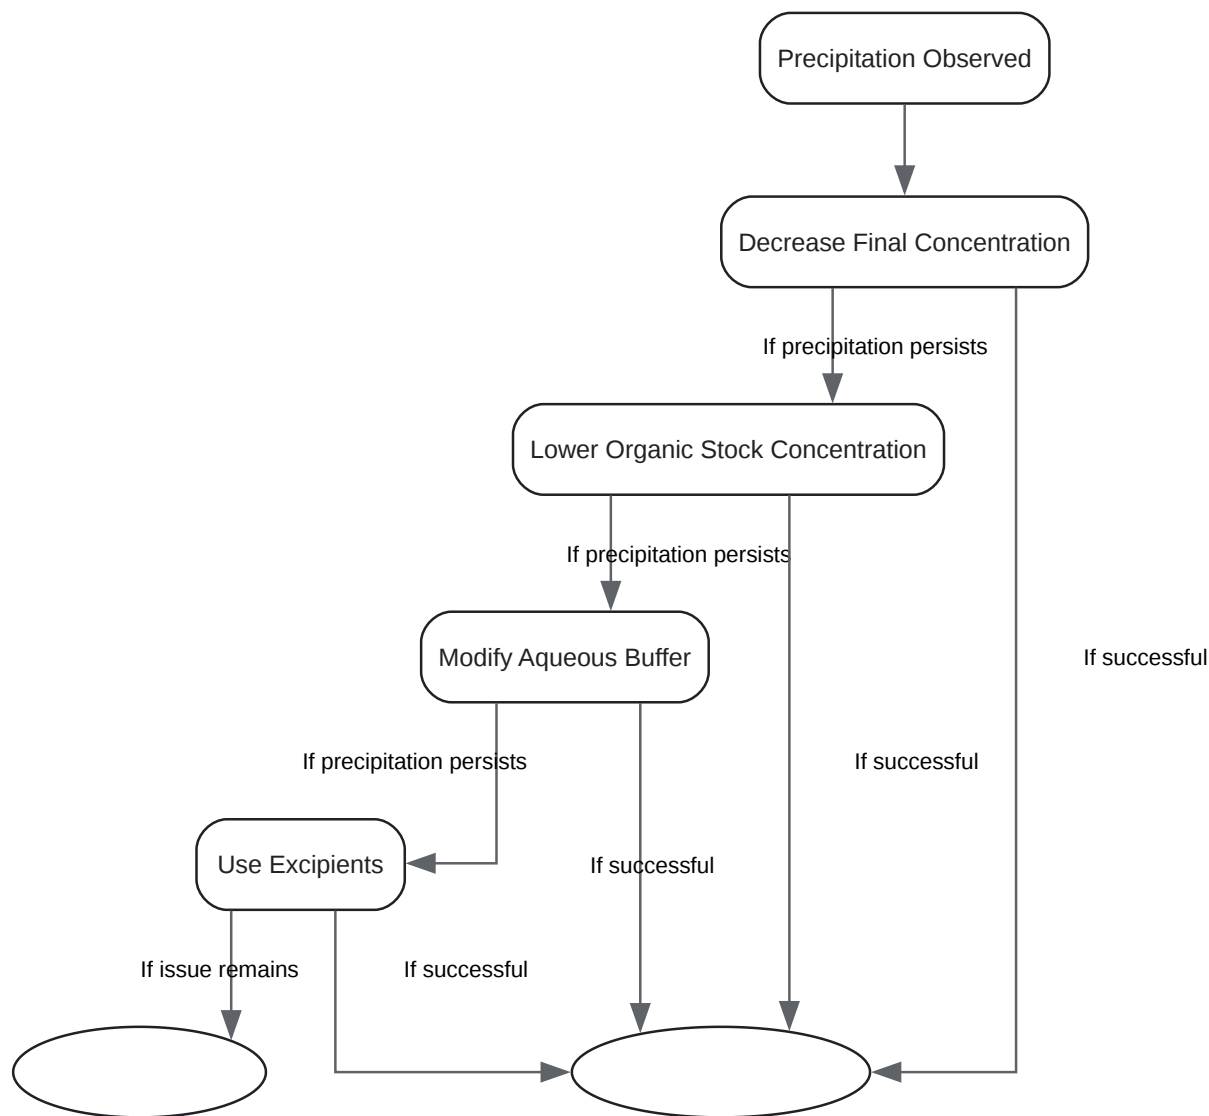 Precipitation Observed
Decrease Final Concentration
If precipitation persists
Lower Organic Stock Concentration
If precipitation persists
Modify Aqueous Buffer
If successful
If precipitation persists
If successful
Use Excipients
If successful
If issue remains
If successful